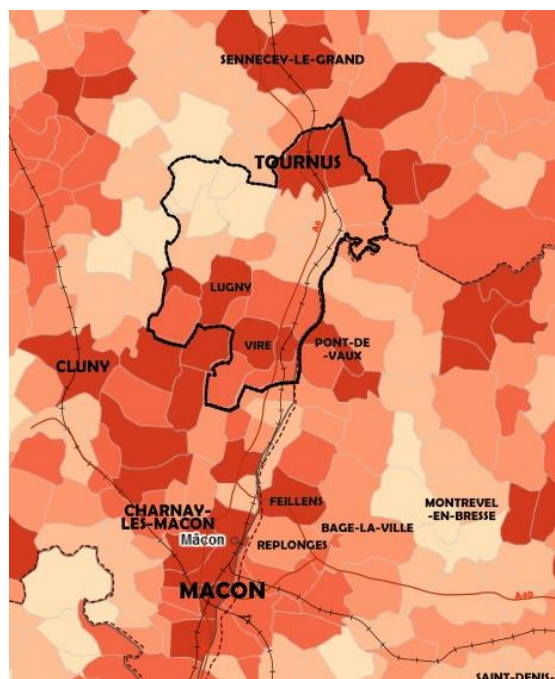 SENNECEY-LE-GRAND
TOURNUS
A6
LUGNY
VIRE
PONT-DE
-VAUX
CLUNY
MONTREVEL
-EN-BRESSE
FEILLENS
CHARNAY-
LES-MACON
BAGE-LA-VILLE
Mâcon
REPLONGES
MACON
A40
SAINT-DENIS-